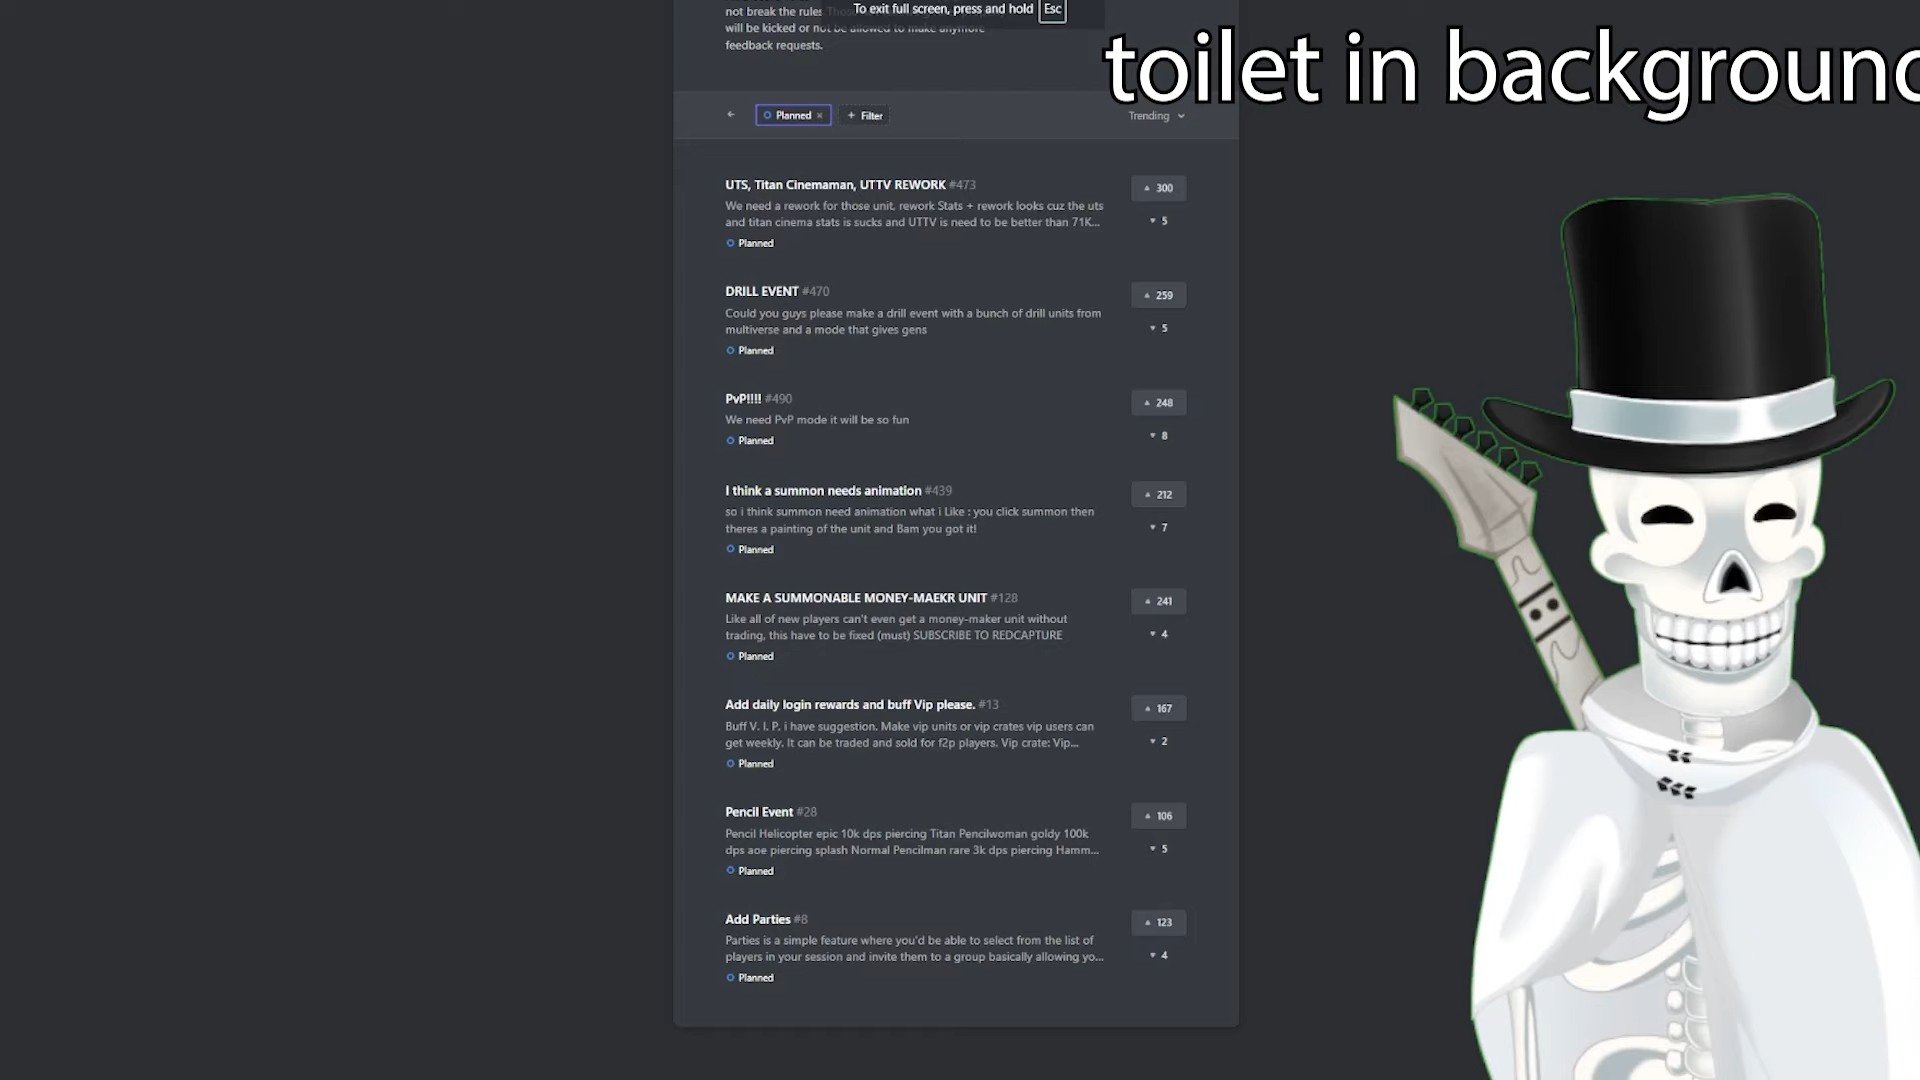 not break the rules
To exit full screen, press and hold Esc
will be kicked or not be allowed to make anymore
feedback requests.
toilet in background
Planned × + Filter
Trending
UTS, Titan Cinemaman, UTTV REWORK #473
300
We need a rework for those unit, rework Stats + rework looks cuz the uts
and titan cinema stats is sucks and UTTV is need to be better than 71K...
5
Planned
DRILL EVENT #470
259
Could you guys please make a drill event with a bunch of drill units from
multiverse and a mode that gives gens
5
Planned
PvP!!!! #490
248
We need PvP mode it will be so fun
8
Planned
I think a summon needs animation #439
212
so i think summon need animation what i Like : you click summon then
theres a painting of the unit and Bam you got it!
7
Planned
MAKE A SUMMONABLE MONEY-MAEKR UNIT #128
241
Like all of new players can't even get a money-maker unit without
trading, this have to be fixed (must) SUBSCRIBE TO REDCAPTURE
4
Planned
Add daily login rewards and buff Vip please. #13
167
Buff V. I. P, i have suggestion. Make vip units or vip crates vip users can
get weekly. It can be traded and sold for f2p players. Vip crate: Vip...
2
Planned
Pencil Event #28
106
Pencil Helicopter epic 10k dps piercing Titan Pencilwoman goldy 100k
dps aoe piercing splash Normal Pencilman rare 3k dps piercing Hamm...
5
Planned
Add Parties #8
123
Parties is a simple feature where you'd be able to select from the list of
players in your session and invite them to a group basically allowing yo...
4
Planned